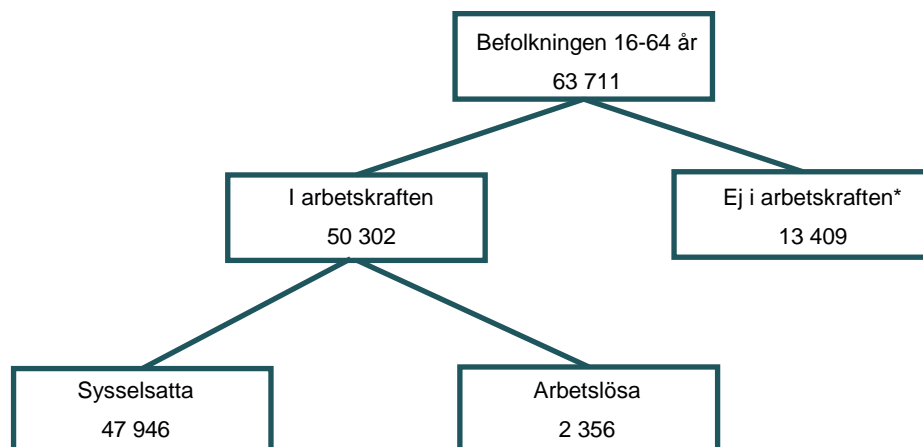 Befolkningen 16-64 år
63 711
I arbetskraften
50 302
Ej i arbetskraften*
13 409
Sysselsatta
47 946
Arbetslösa
2 356